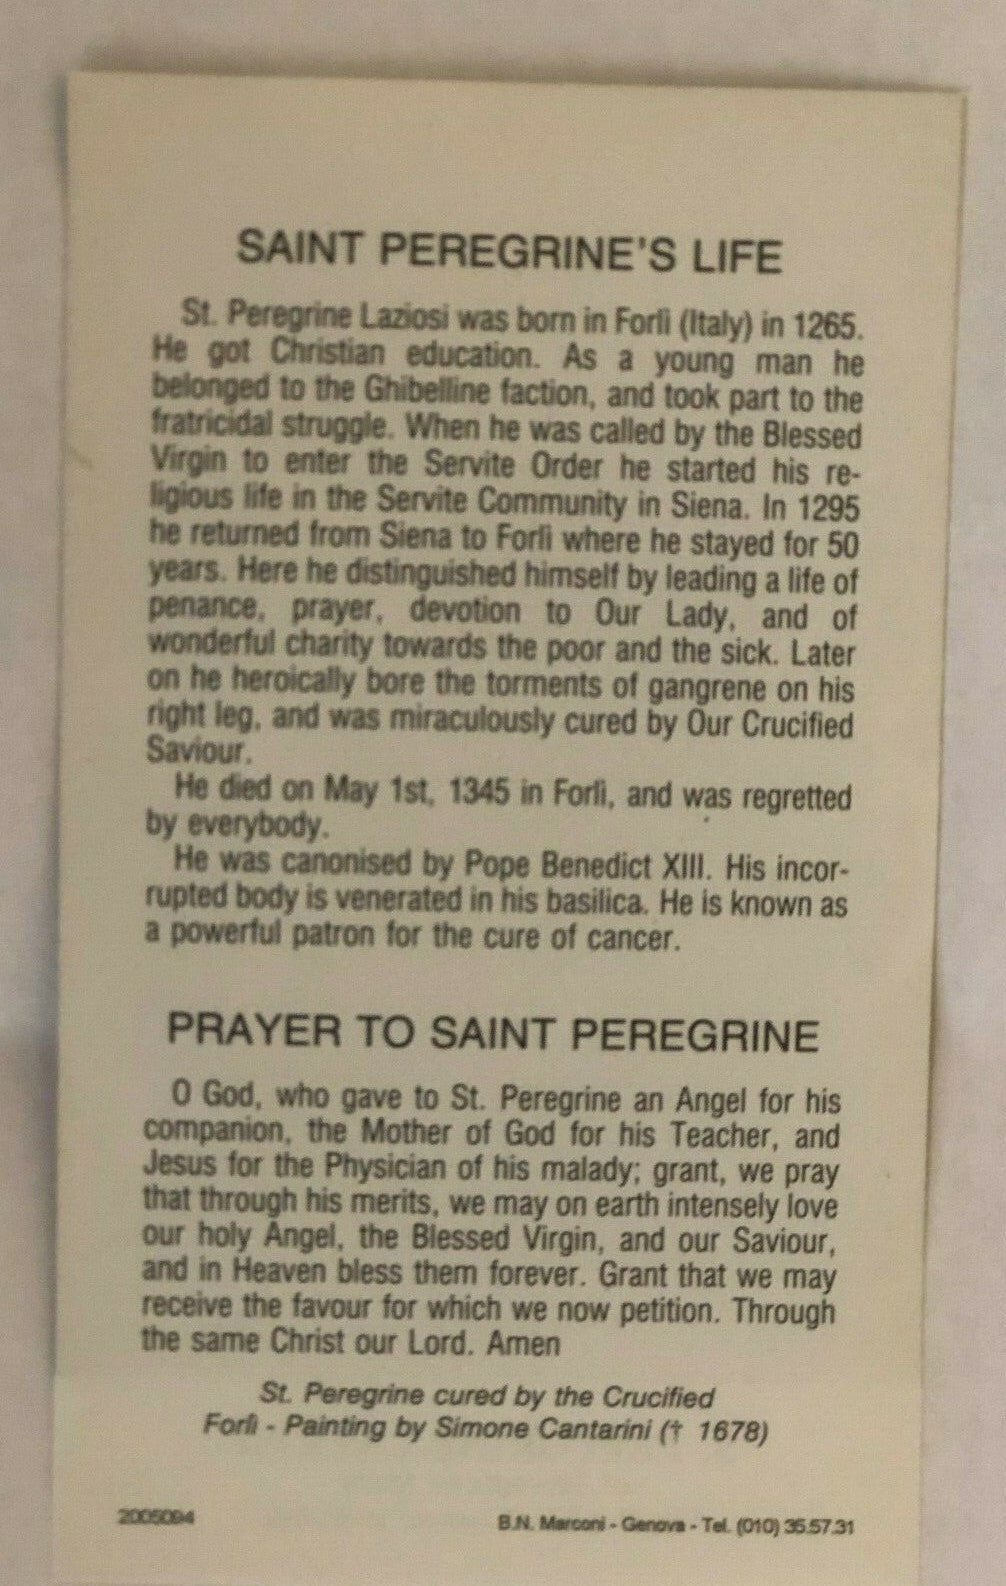 SAINT PEREGRINE'S LIFE
St. Peregrine Laziosi was born in Forlì (Italy) in 1265.
He got Christian education. As a young man he
belonged to the Ghibelline faction, and took part to the
fratricidal struggle. When he was called by the Blessed
Virgin to enter the Servite Order he started his re-
ligious life in the Servite Community in Siena. In 1295
he returned from Siena to Forlì where he stayed for 50
years. Here he distinguished himself by leading a life of
penance, prayer, devotion to Our Lady, and of
wonderful charity towards the poor and the sick. Later
on he heroically bore the torments of gangrene on his
right leg, and was miraculously cured by Our Crucified
Saviour.
He died on May 1st, 1345 in Forlì, and was regretted
by everybody.
He was canonised by Pope Benedict XIII. His incor-
rupted body is venerated in his basilica. He is known as
a powerful patron for the cure of cancer.
PRAYER TO SAINT PEREGRINE
O God, who gave to St. Peregrine an Angel for his
companion, the Mother of God for his Teacher, and
Jesus for the Physician of his malady; grant, we pray
that through his merits, we may on earth intensely love
our holy Angel, the Blessed Virgin, and our Saviour,
and in Heaven bless them forever. Grant that we may
receive the favour for which we now petition. Through
the same Christ our Lord. Amen
St. Peregrine cured by the Crucified
Forlì - Painting by Simone Cantarini († 1678)
2005094
B.N. Marconi - Genova - Tel. (010) 35.57.31